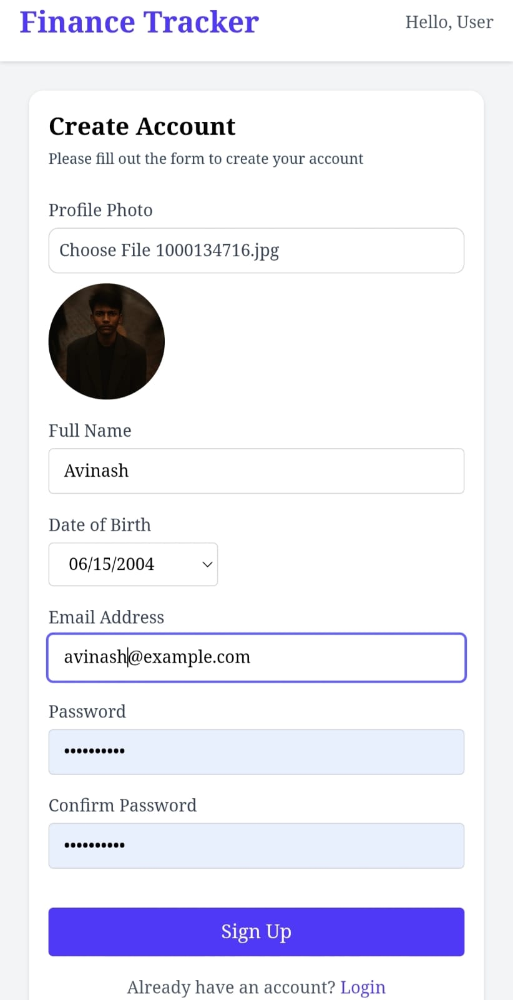 Finance Tracker
Hello, User
Create Account
Please fill out the form to create your account
Profile Photo
Choose File 1000134716.jpg
Full Name
Avinash
Date of Birth
06/15/2004
Email Address
avinash@example.com
Password
••••••••••
Confirm Password
••••••••••
Sign Up
Already have an account? Login